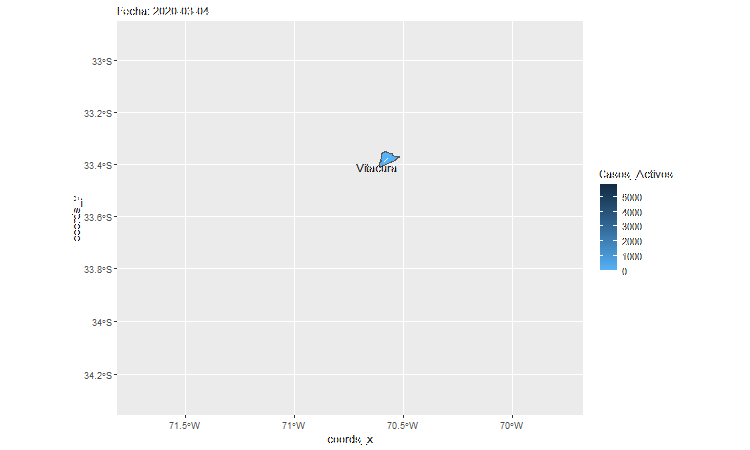 Fecha: 2020-03-04
33°S
33.2°S
33.4°S
33.6°S
33.8°S
34°S
34.2°S
Vitacura
coords_y
71.5°W
71°W
70.5°W
70°W
coords_x
Casos_Activos
5000
4000
3000
2000
1000
0